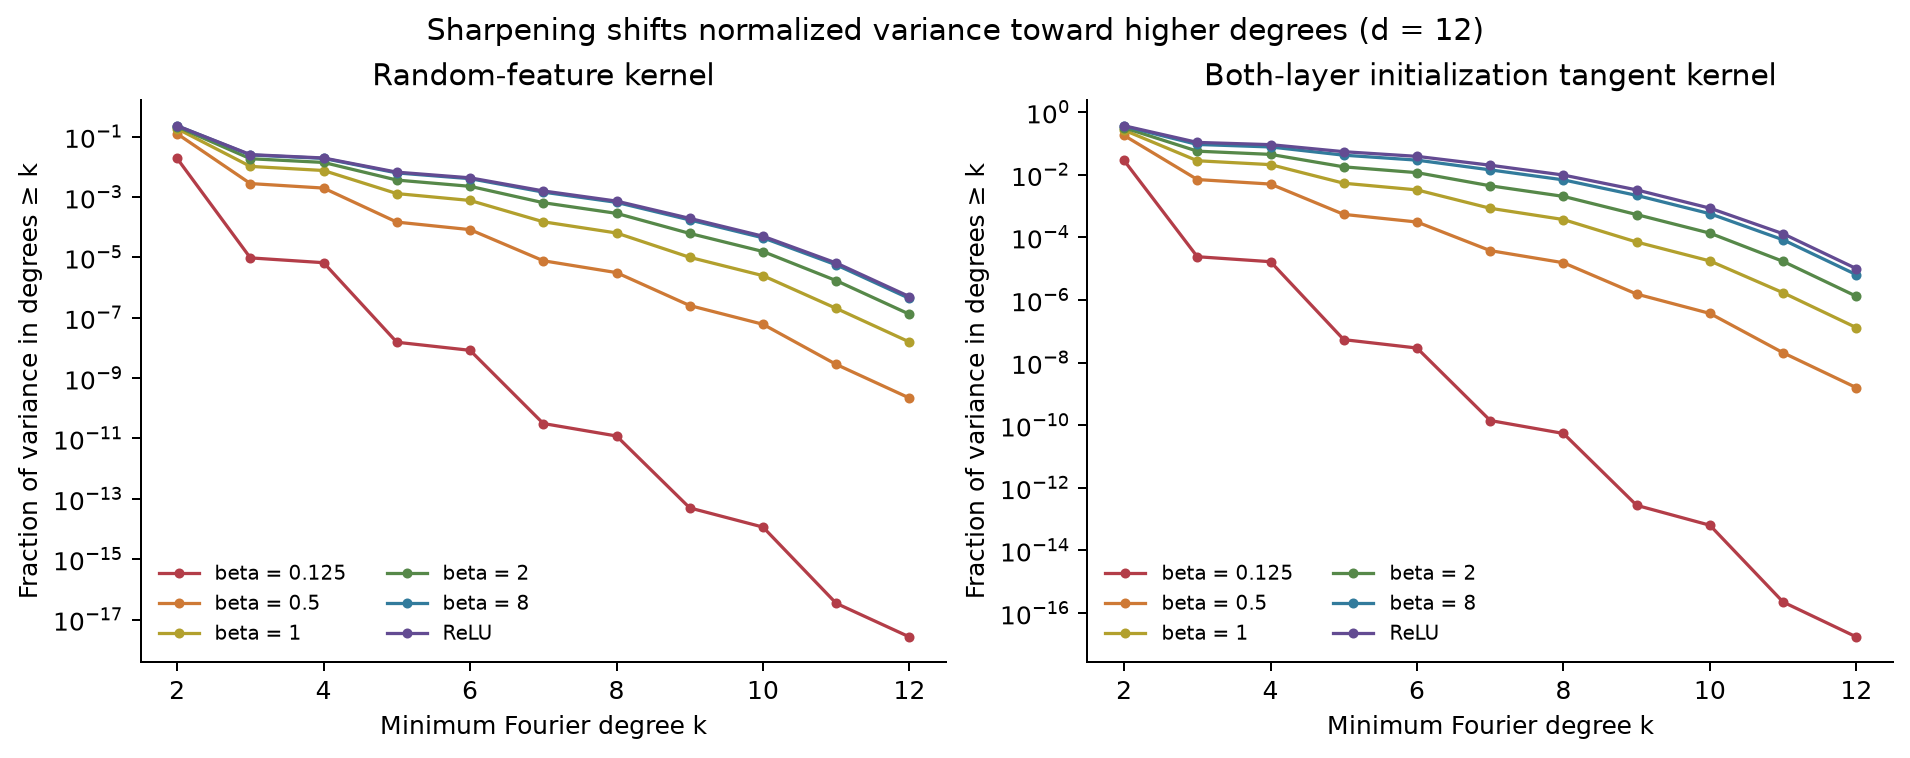 Sharpening shifts normalized variance toward higher degrees (d = 12)
Random-feature kernel
Fraction of variance in degrees ≥ k
10⁻¹
10⁻³
10⁻⁵
10⁻⁷
10⁻⁹
10⁻¹¹
10⁻¹³
10⁻¹⁵
10⁻¹⁷
beta = 0.125
beta = 0.5
beta = 1
beta = 2
beta = 8
ReLU
2 4 6 8 10 12
Minimum Fourier degree k
Both-layer initialization tangent kernel
Fraction of variance in degrees ≥ k
10⁰
10⁻²
10⁻⁴
10⁻⁶
10⁻⁸
10⁻¹⁰
10⁻¹²
10⁻¹⁴
10⁻¹⁶
beta = 0.125
beta = 0.5
beta = 1
beta = 2
beta = 8
ReLU
2 4 6 8 10 12
Minimum Fourier degree k